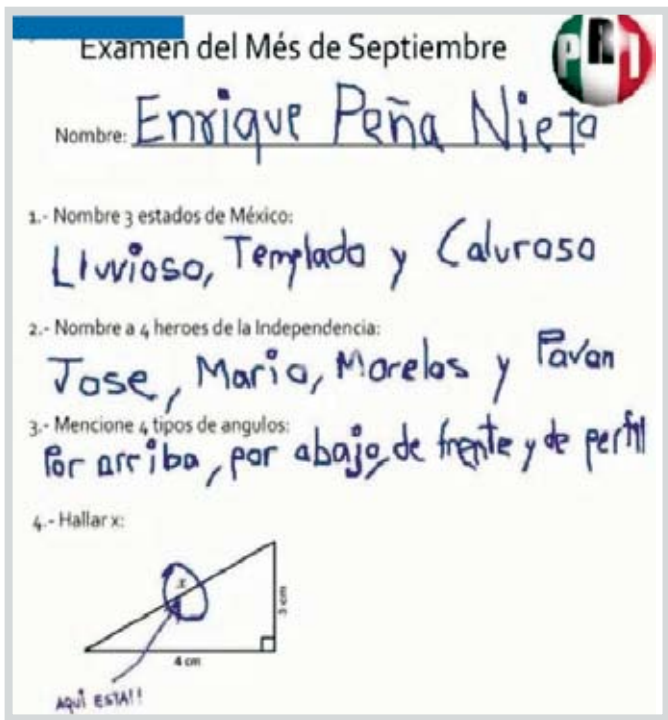 Examen del Més de Septiembre
PRI
Nombre: Enrique Peña Nieto
1.- Nombre 3 estados de México:
Lluvioso, Templado y Caluroso
2.- Nombre a 4 heroes de la Independencia:
Jose, Maria, Morelos y Pavan
3.- Mencione 4 tipos de angulos:
Por arriba, por abajo, de frente y de perfil
4.- Hallar x:
x
3 cm
4 cm
AQUÍ ESTA!!